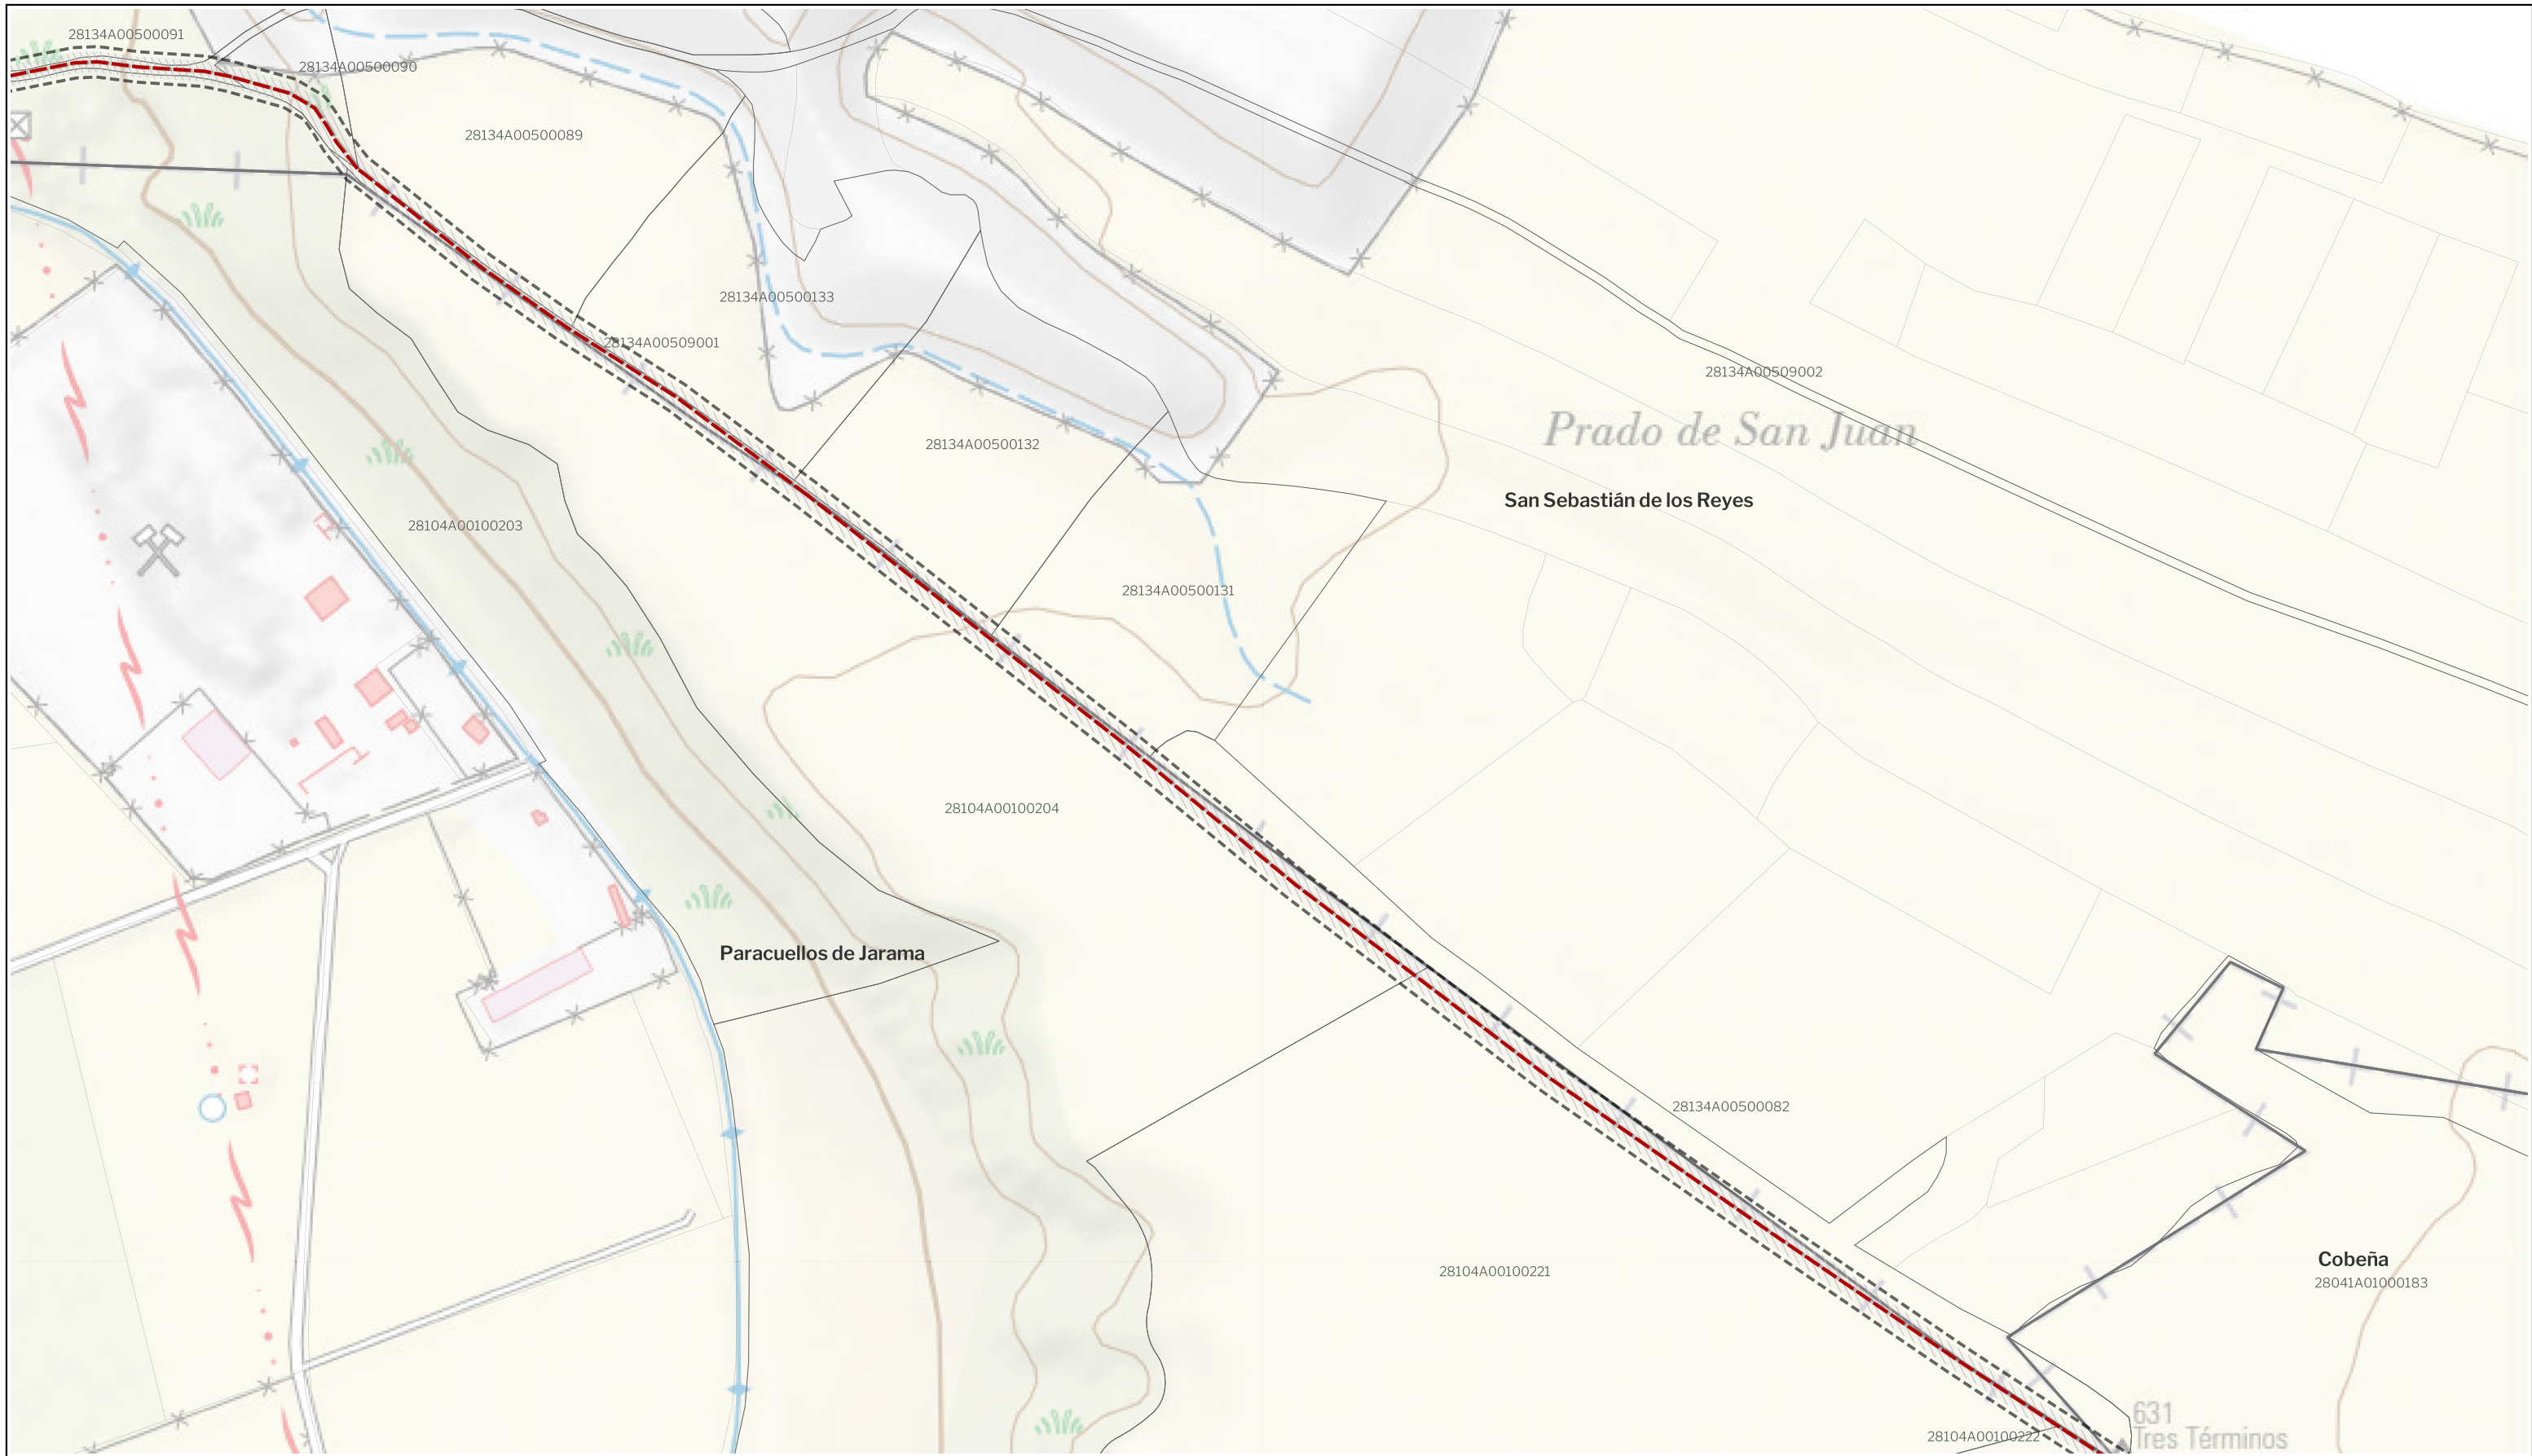 28134A00500091
28134A00500090
28134A00500089
28134A00500133
28134A00509001
28134A00509002
Prado de San Juan
28134A00500132
San Sebastián de los Reyes
28104A00100203
28134A00500131
28104A00100204
Paracuellos de Jarama
28134A00500082
Cobeña
28104A00100221
28041A01000183
631
Tres Términos
28104A00100222